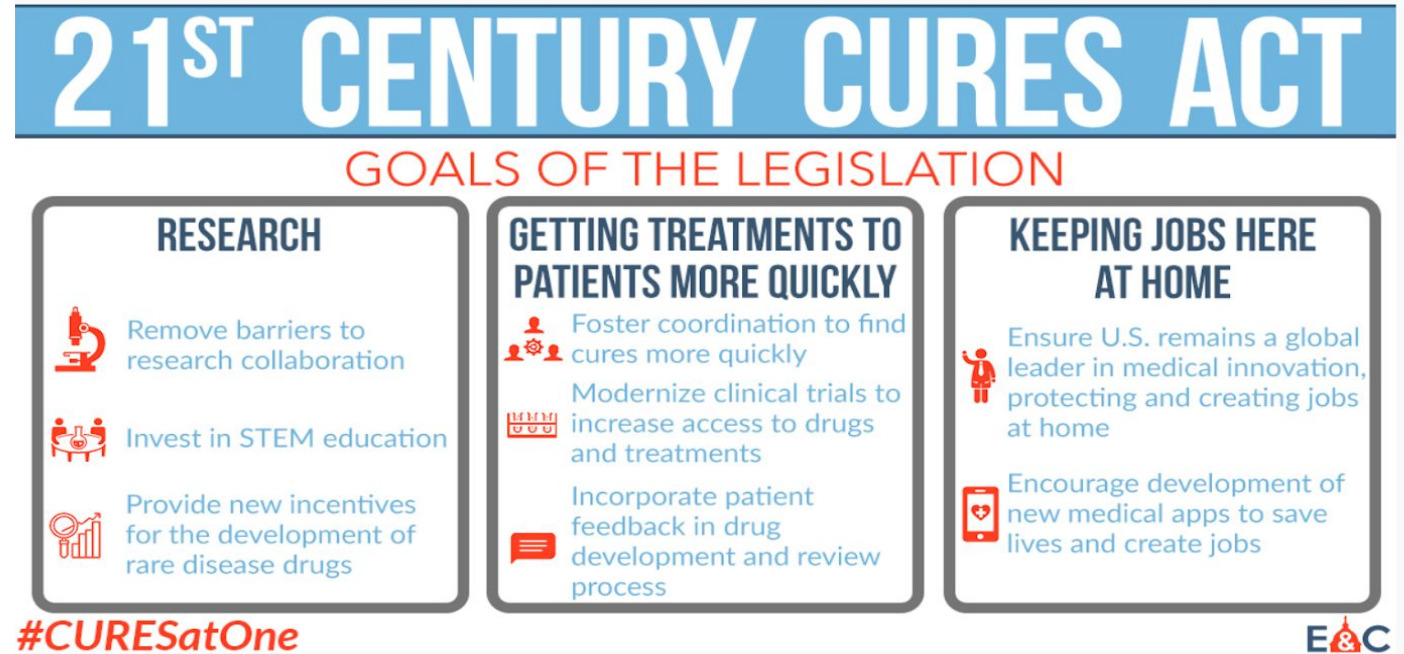 21ST CENTURY CURES ACT
GOALS OF THE LEGISLATION
RESEARCH
Remove barriers to
research collaboration
Invest in STEM education
Provide new incentives
for the development of
rare disease drugs
GETTING TREATMENTS TO
PATIENTS MORE QUICKLY
Foster coordination to find
cures more quickly
Modernize clinical trials to
increase access to drugs
and treatments
Incorporate patient
feedback in drug
development and review
process
KEEPING JOBS HERE
AT HOME
Ensure U.S. remains a global
leader in medical innovation,
protecting and creating jobs
at home
Encourage development of
new medical apps to save
lives and create jobs
#CURESatOne
E&C